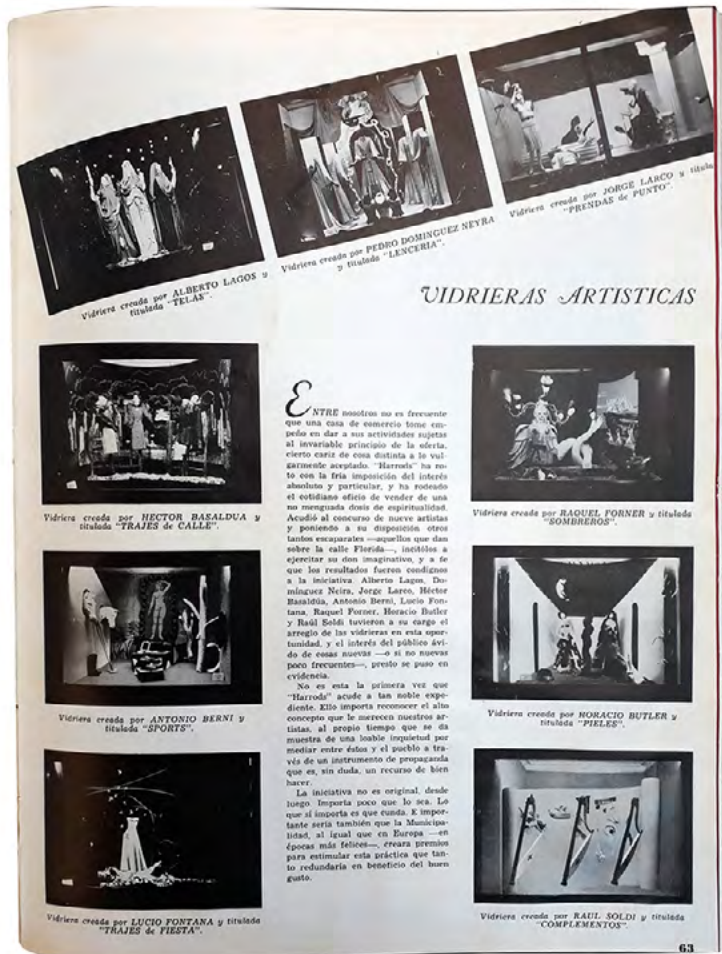 Vidriera creada por ALBERTO LAGOS y
titulada "TELAS".
Vidriera creada por PEDRO DOMINGUEZ NEYRA
y titulada "LENCERIA".
Vidriera creada por JORGE LARCO y titula
"PRENDAS de PUNTO".
VIDRIERAS ARTISTICAS
Vidriera creada por HECTOR BASALDUA y
titulada "TRAJES de CALLE".
Vidriera creada por ANTONIO BERNI y
titulada "SPORTS".
Vidriera creada por LUCIO FONTANA y titulada
"TRAJES de FIESTA".
ENTRE nosotros no es frecuente
que una casa de comercio tome em-
peño en dar a sus actividades sujetas
al invariable principio de la oferta,
cierto cariz de cosa distinta a lo vul-
garmente aceptado. "Harrods" ha ro-
to con la fría imposición del interés
absoluto y particular, y ha rodeado
el cotidiano oficio de vender de una
no menguada dosis de espiritualidad.
Acudió al concurso de nueve artistas
y poniendo a su disposición otros
tantos escaparates —aquellos que dan
sobre la calle Florida—, incitólos a
ejercitar su don imaginativo, y a fe
que los resultados fueron condignos
a la iniciativa. Alberto Lagos, Do-
mínguez Neira, Jorge Larco, Héctor
Basaldúa, Antonio Berni, Lucio Fon-
tana, Raquel Forner, Horacio Butler
y Raúl Soldi tuvieron a su cargo el
arreglo de las vidrieras en esta opor-
tunidad, y el interés del público ávi-
do de cosas nuevas —o si no nuevas
poco frecuentes—, presto se puso en
evidencia.
No es esta la primera vez que
"Harrods" acude a tan noble expe-
diente. Ello importa reconocer el alto
concepto que le merecen nuestros ar-
tistas, al propio tiempo que se da
muestra de una loable inquietud por
mediar entre éstos y el pueblo a tra-
vés de un instrumento de propaganda
que es, sin duda, un recurso de bien
hacer.
La iniciativa no es original, desde
luego. Importa poco que lo sea. Lo
que sí importa es que cunda. E impor-
tante sería también que la Municipa-
lidad, al igual que en Europa —en
épocas más felices—, creara premios
para estimular esta práctica que tan-
to redundaría en beneficio del buen
gusto.
Vidriera creada por RAQUEL FORNER y titulada
"SOMBREROS".
Vidriera creada por HORACIO BUTLER y
titulada "PIELES".
Vidriera creada por RAUL SOLDI y titulada
"COMPLEMENTOS".
63